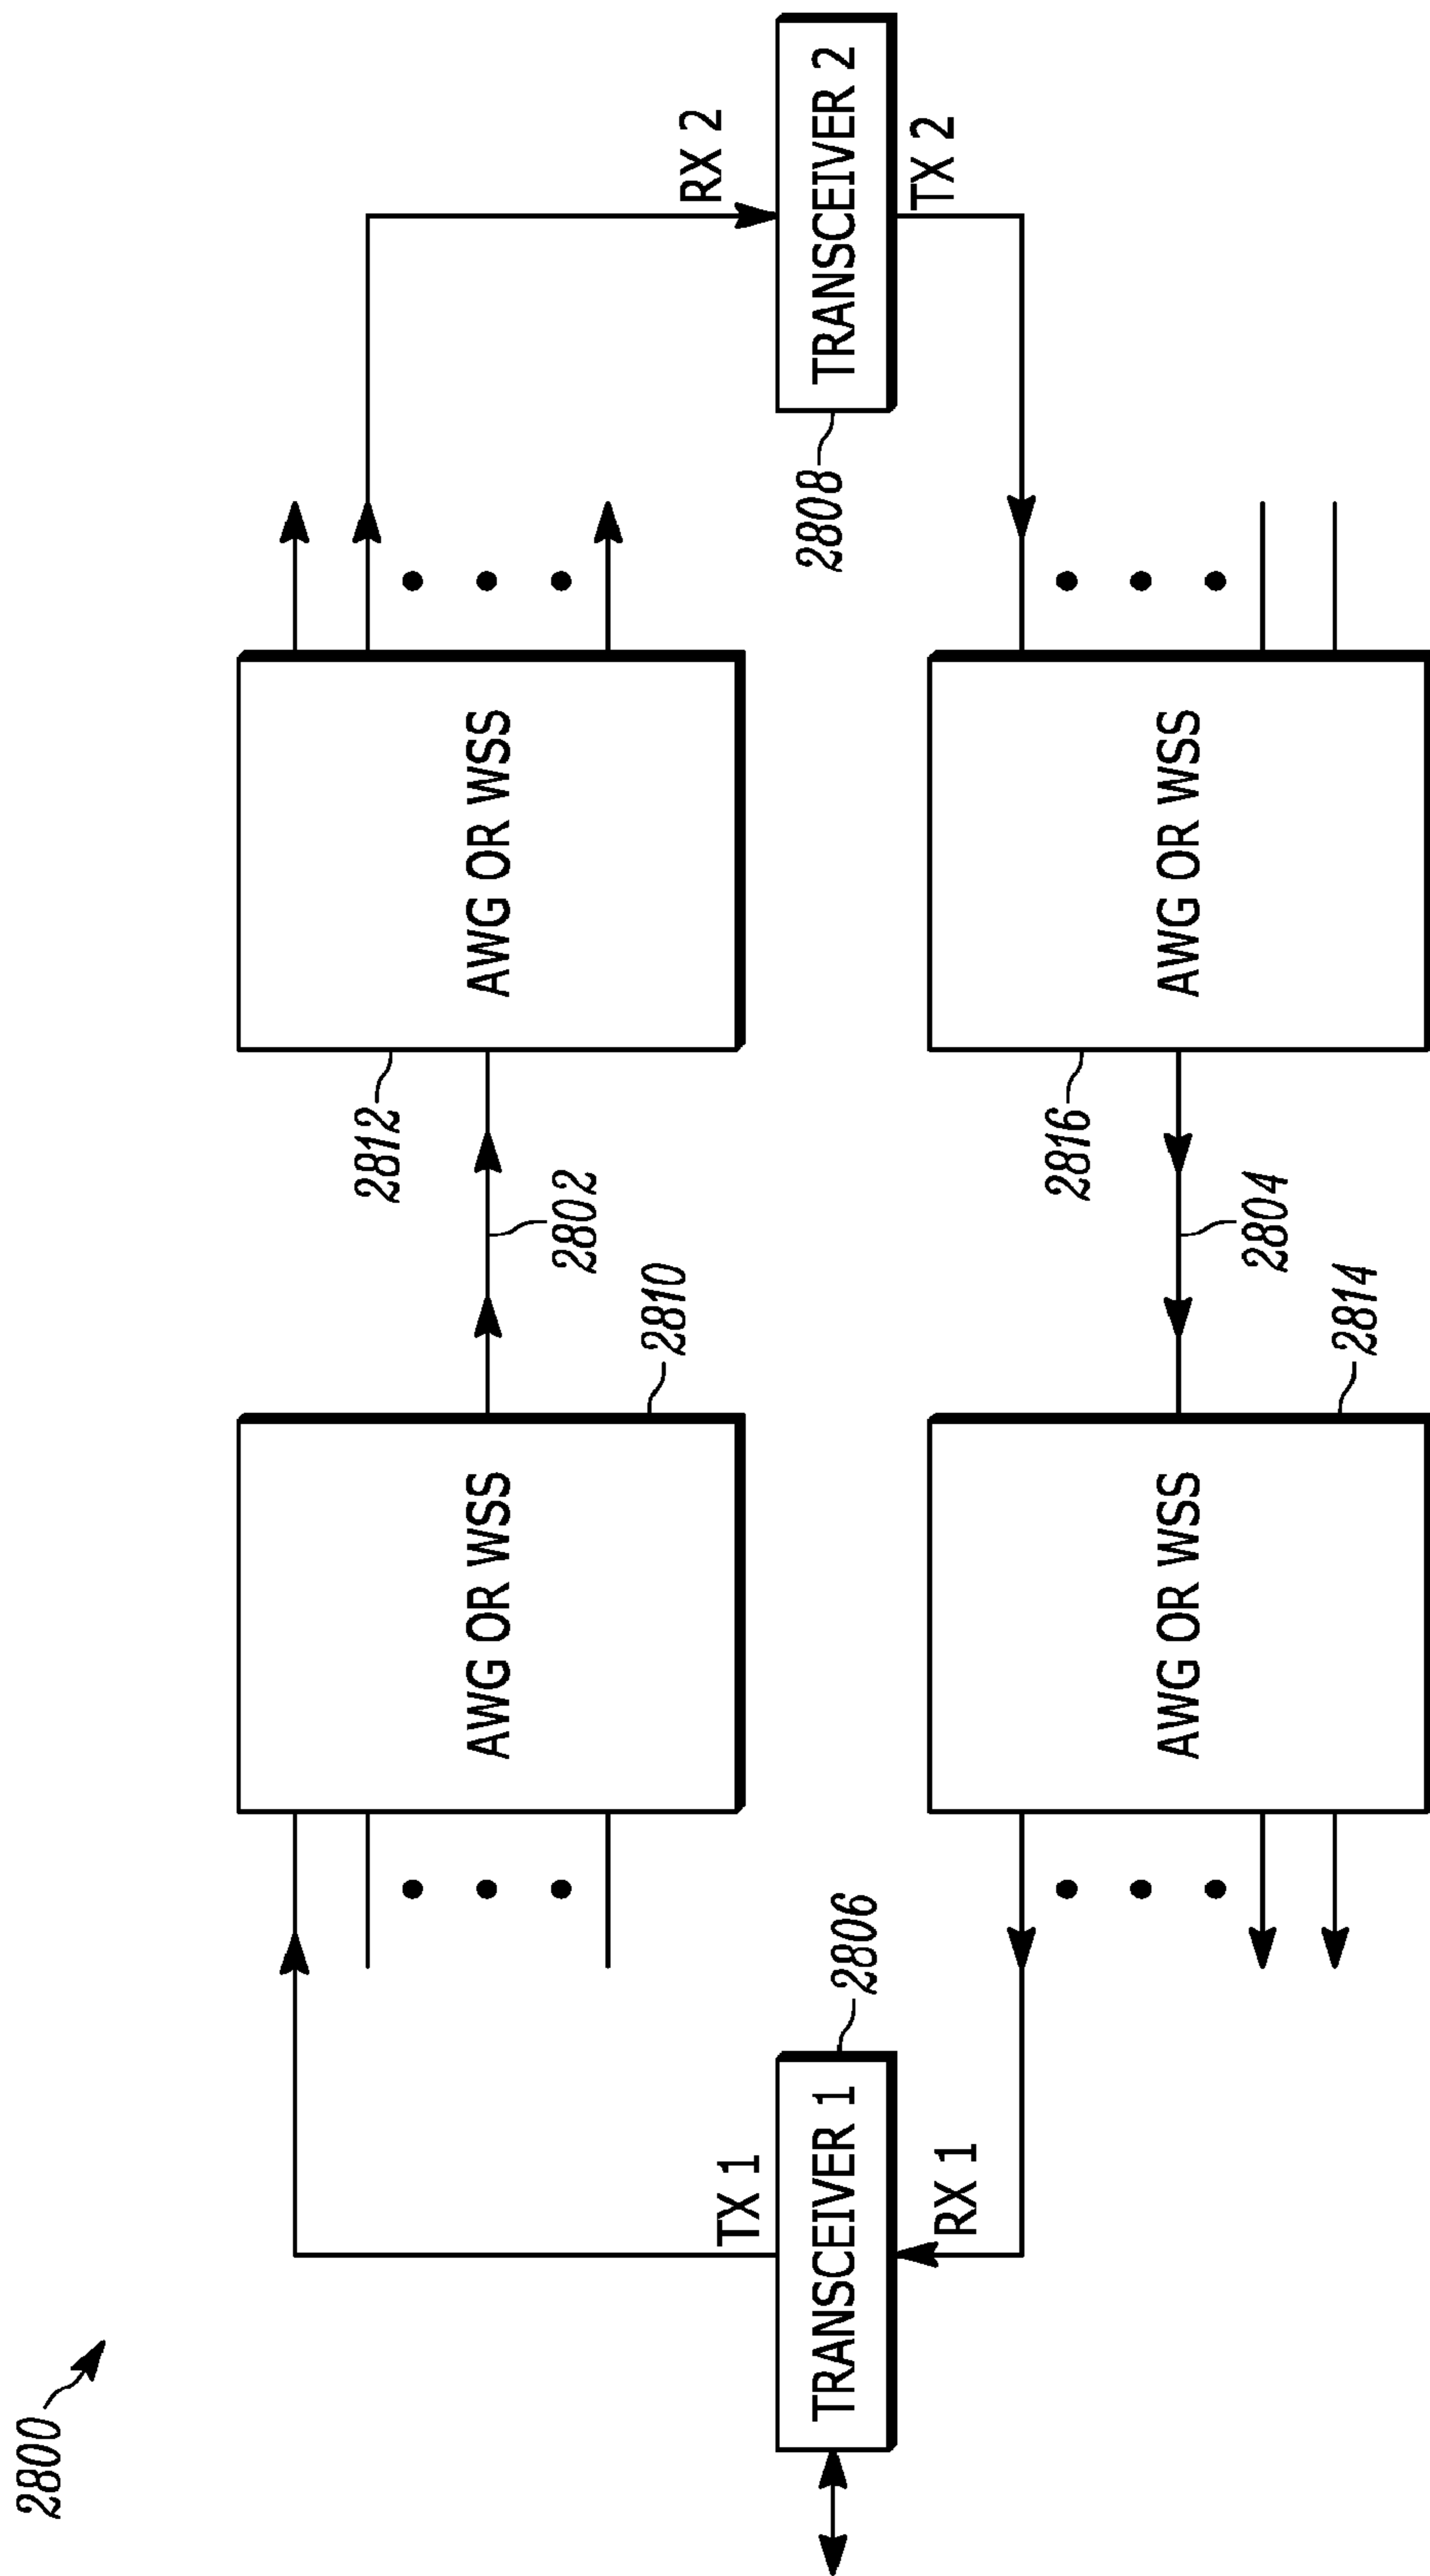 2800
TX 1
TRANSCEIVER 1
2806
RX 1
AWG OR WSS
2810
2802
AWG OR WSS
2812
AWG OR WSS
2814
2804
AWG OR WSS
2816
RX 2
TRANSCEIVER 2
2808
TX 2